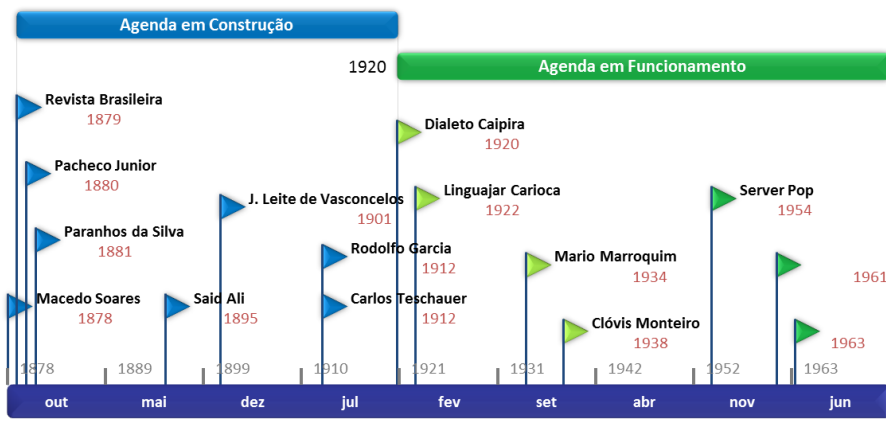 Agenda em Construção
1920
Agenda em Funcionamento
Revista Brasileira
1879
Dialeto Caipira
1920
Pacheco Junior
1880
J. Leite de Vasconcelos
1901
Linguajar Carioca
1922
Server Pop
1954
Paranhos da Silva
1881
Rodolfo Garcia
1912
Mario Marroquim
1934
1961
Macedo Soares
1878
Said Ali
1895
Carlos Teschauer
1912
Clóvis Monteiro
1938
1963
1878 1889 1899 1910 1921 1931 1942 1952 1963
out mai dez jul fev set abr nov jun